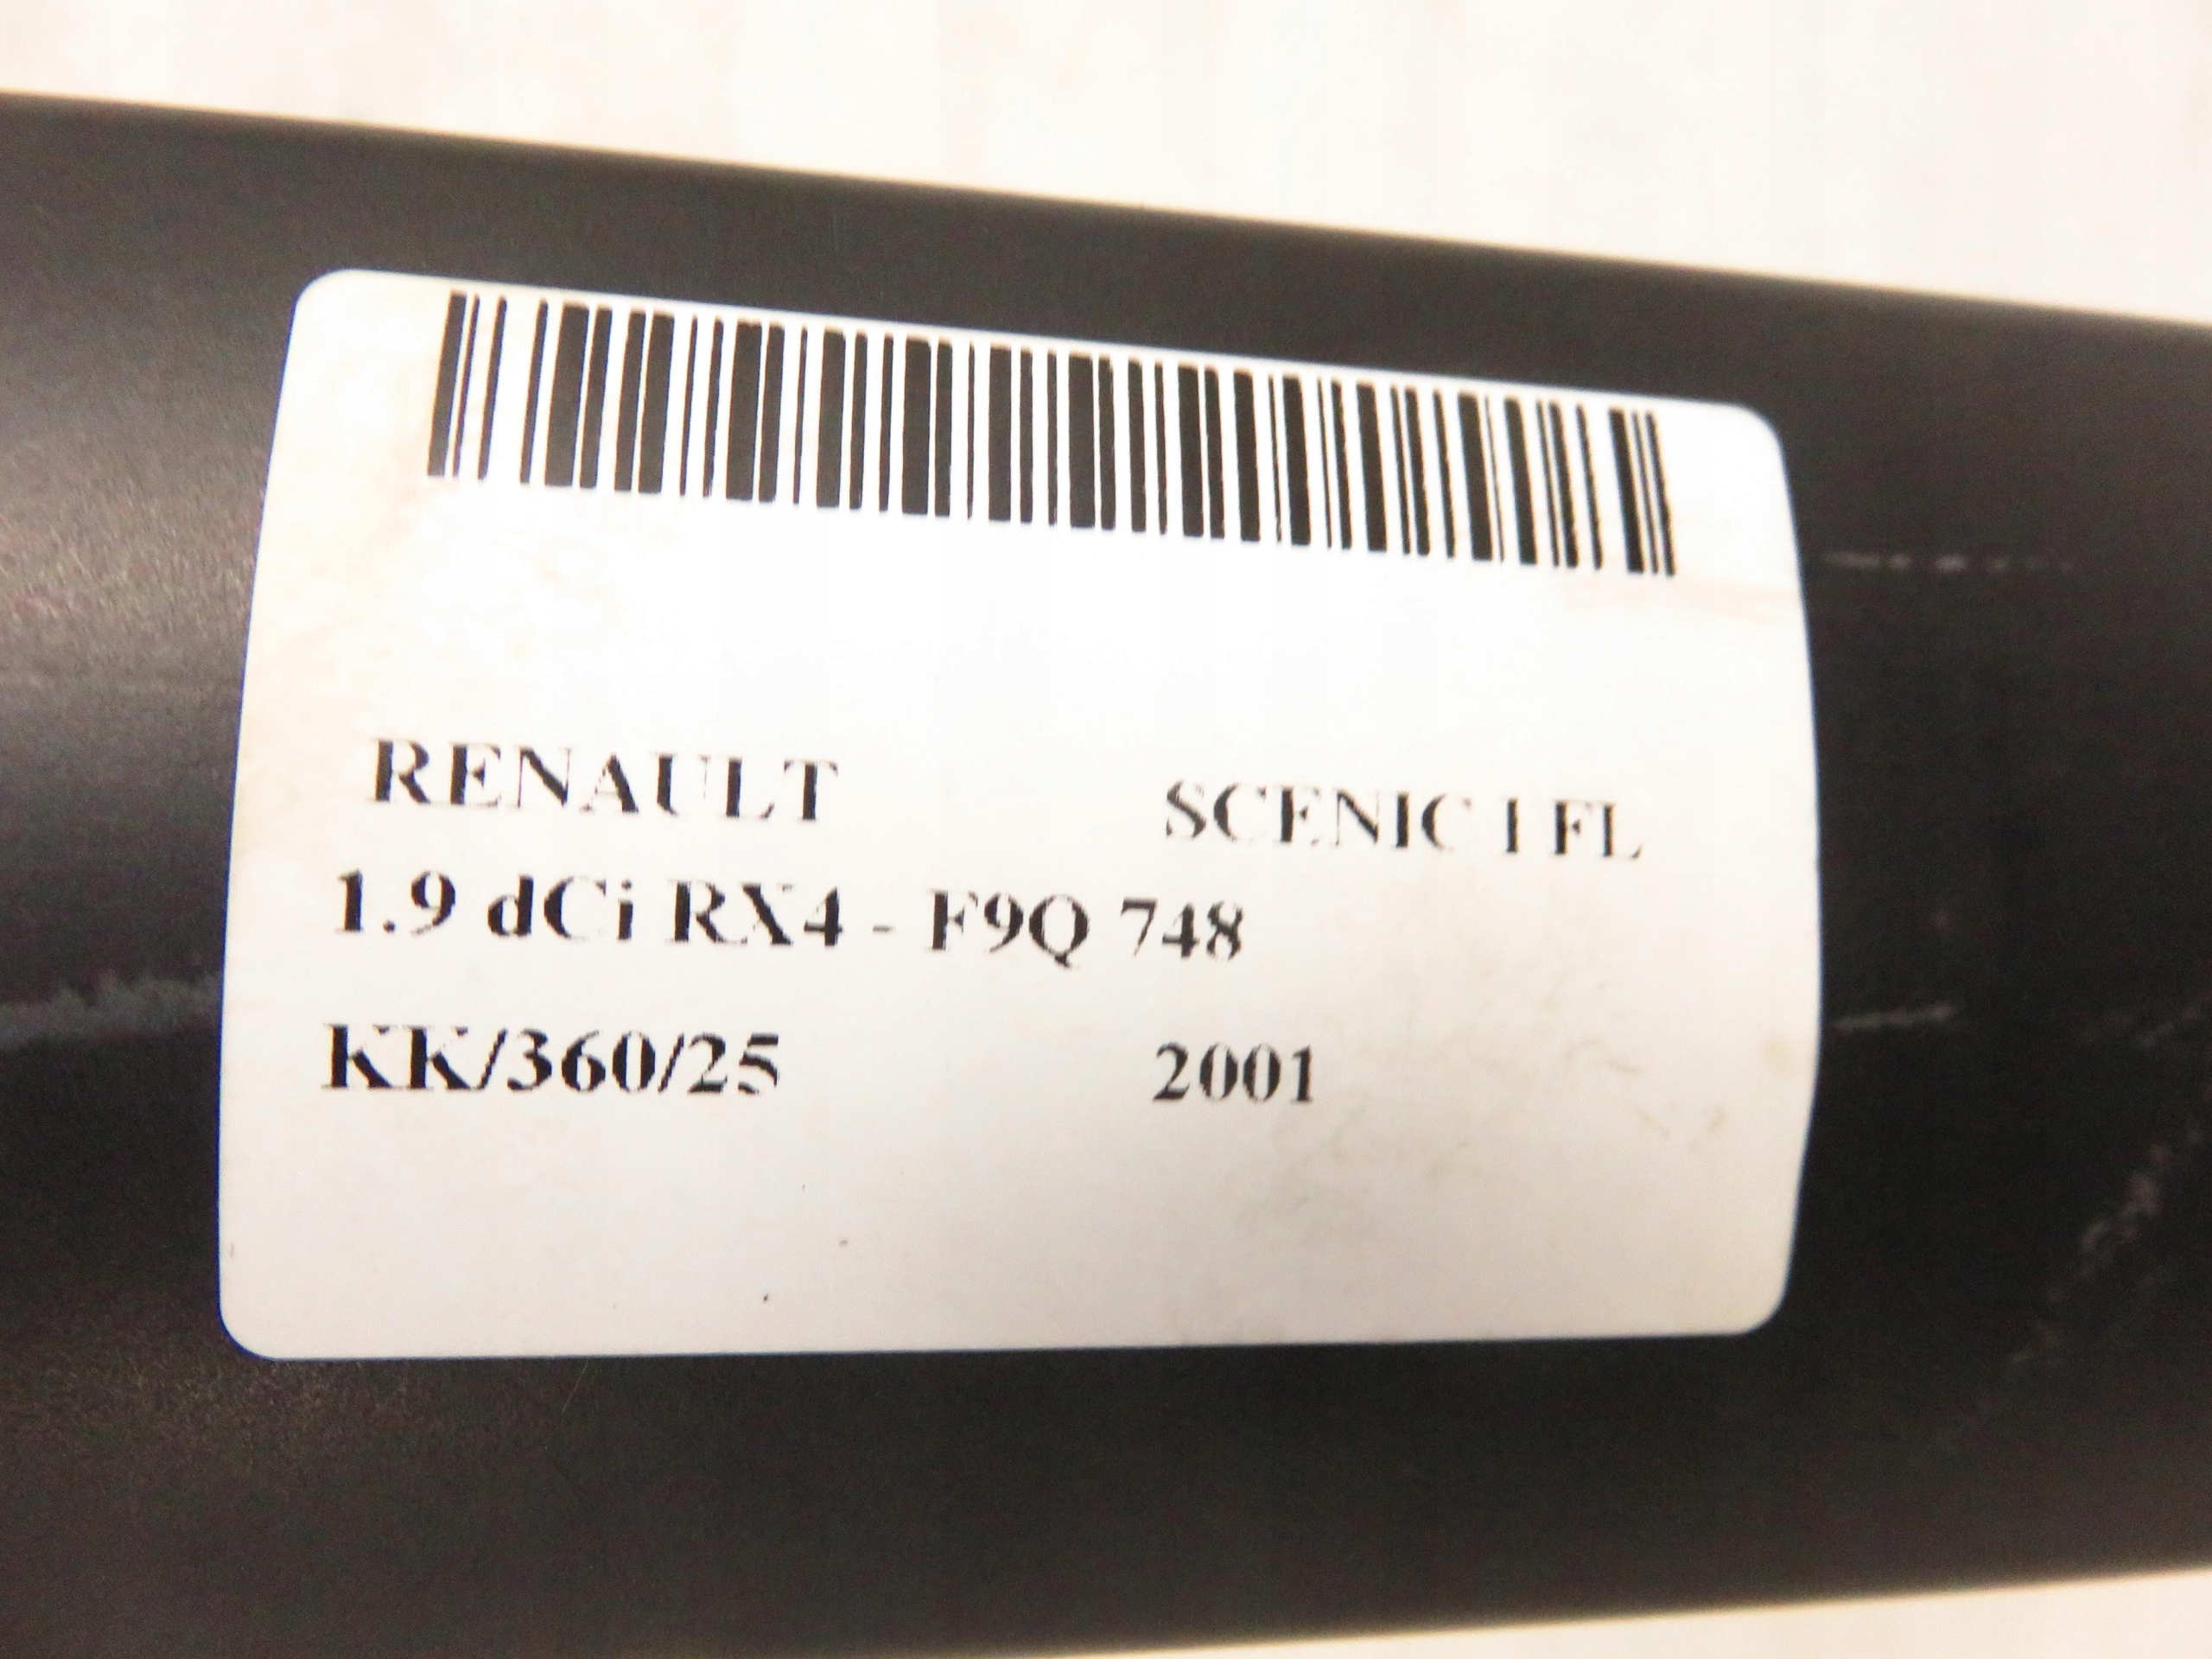 RENAULT SCENIC I FL
1.9 dCi RX4 - F9Q 748
KK/360/25 2001